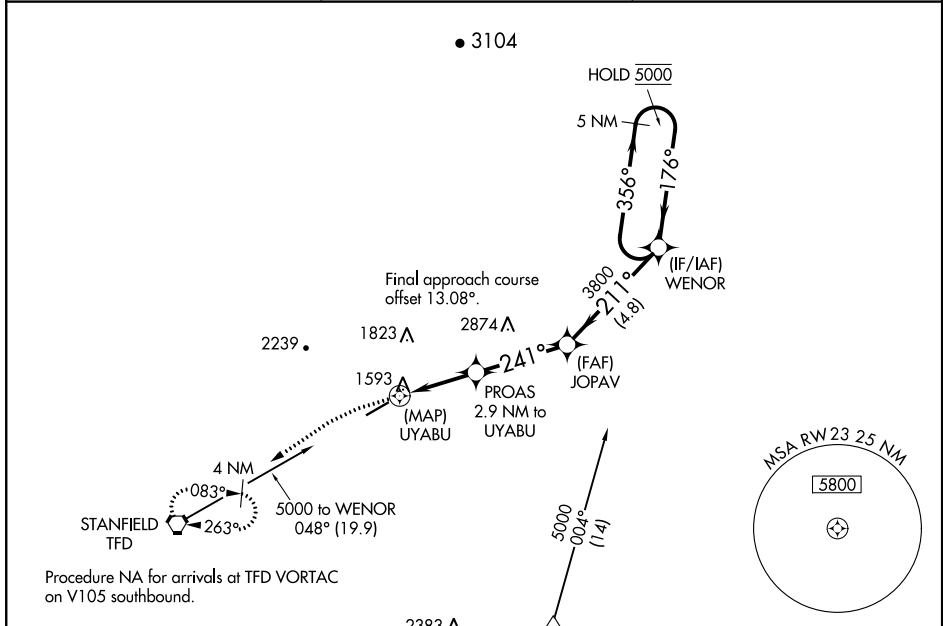 3104
HOLD 5000
5 NM
356°
176°
(IF/IAF)
WENOR
3800
211°
(4.8)
Final approach course
offset 13.08°.
2874
1823
2239
241°
(FAF)
JOPAV
1593
PROAS
2.9 NM to
UYABU
(MAP)
UYABU
MSA RW23 25 NM
5800
4 NM
083°
263°
5000 to WENOR
048° (19.9)
STANFIELD
TFD
5000
004°
(14)
Procedure NA for arrivals at TFD VORTAC
on V105 southbound.
2383